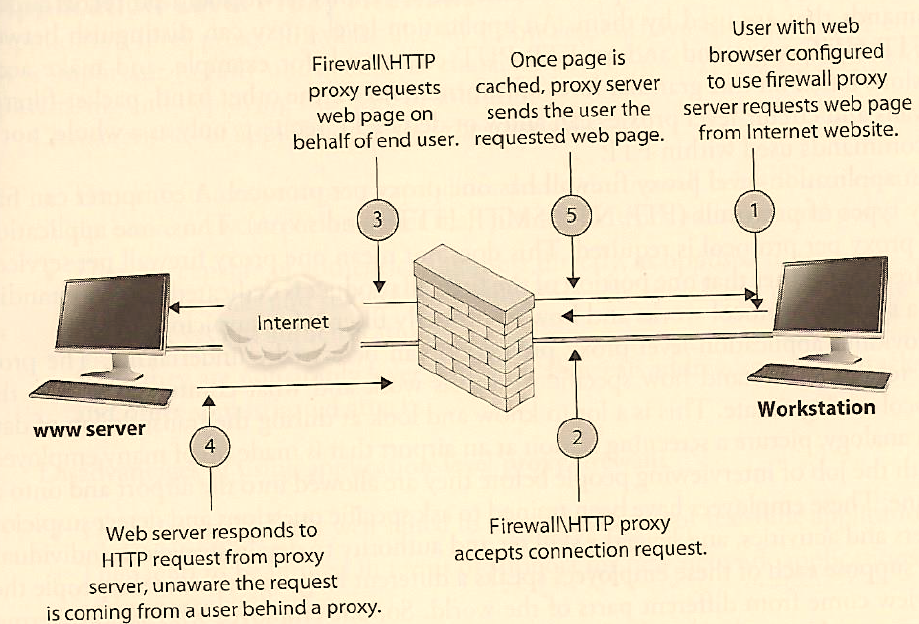 User with web
browser configured
to use firewall proxy
server requests web page
from Internet website.
Firewall\HTTP
proxy requests
web page on
behalf of end user.
Once page is
cached, proxy server
sends the user the
requested web page.
3
5
1
Internet
www server
Workstation
4
2
Web server responds to
HTTP request from proxy
server, unaware the request
is coming from a user behind a proxy.
Firewall\HTTP proxy
accepts connection request.